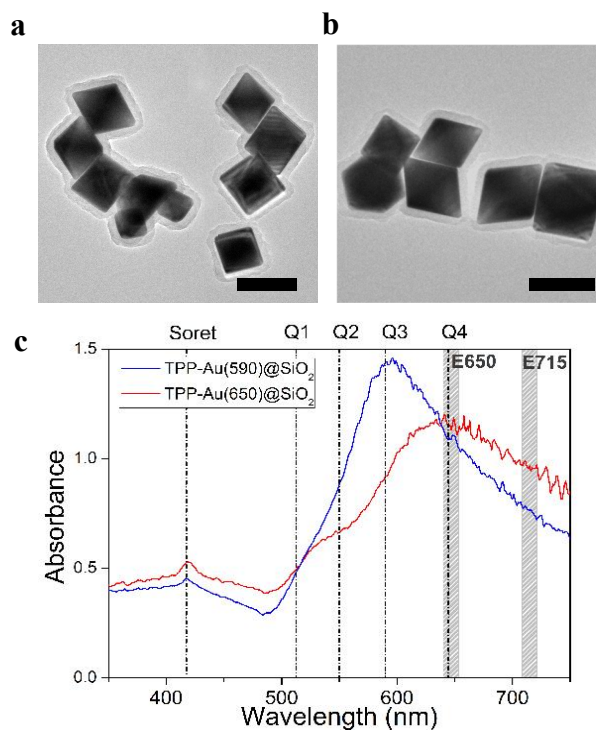 a
b
c
Soret Q1 Q2 Q3 Q4
E650 E715
TPP-Au(590)@SiO₂
TPP-Au(650)@SiO₂
1.5
1.0
0.5
0.0
Absorbance
400 500 600 700
Wavelength (nm)